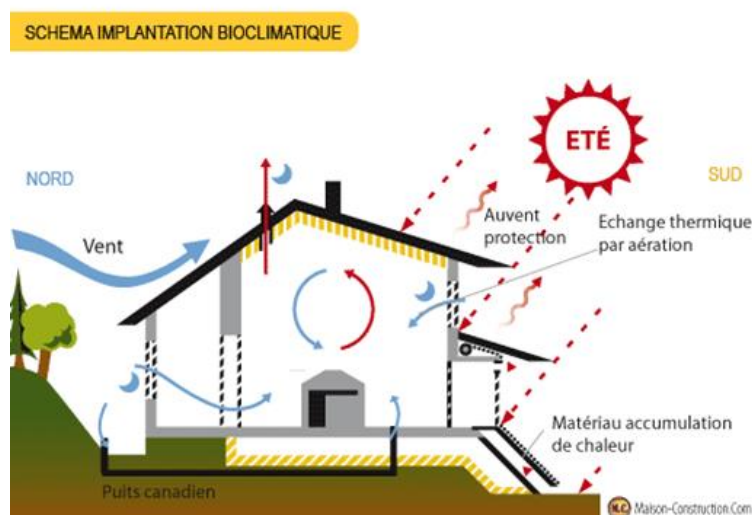 SCHEMA IMPLANTATION BIOCLIMATIQUE
ETÉ
NORD
SUD
Vent
Auvent
protection
Echange thermique
par aération
Matériau accumulation
de chaleur
Puits canadien
M.C. Maison-Construction.Com